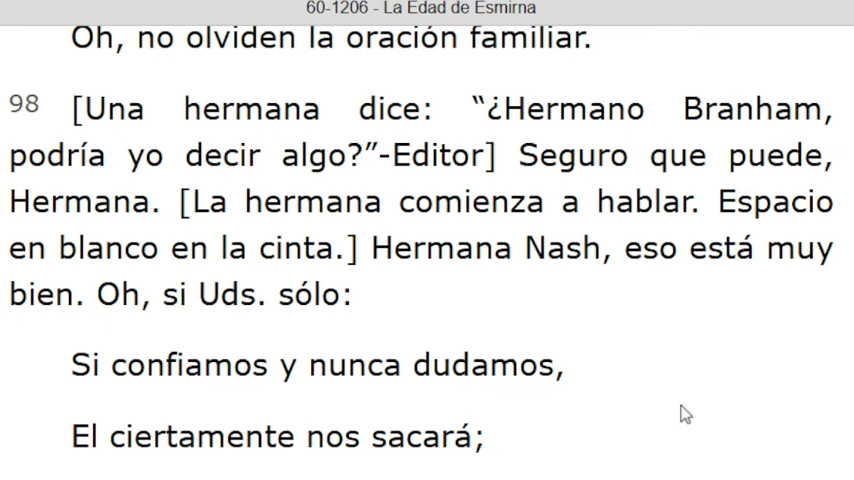 60-1206 - La Edad de Esmirna
Oh, no olviden la oración familiar.
98 [Una hermana dice: “¿Hermano Branham,
podría yo decir algo?”-Editor] Seguro que puede,
Hermana. [La hermana comienza a hablar. Espacio
en blanco en la cinta.] Hermana Nash, eso está muy
bien. Oh, si Uds. sólo:
Si confiamos y nunca dudamos,
El ciertamente nos sacará;